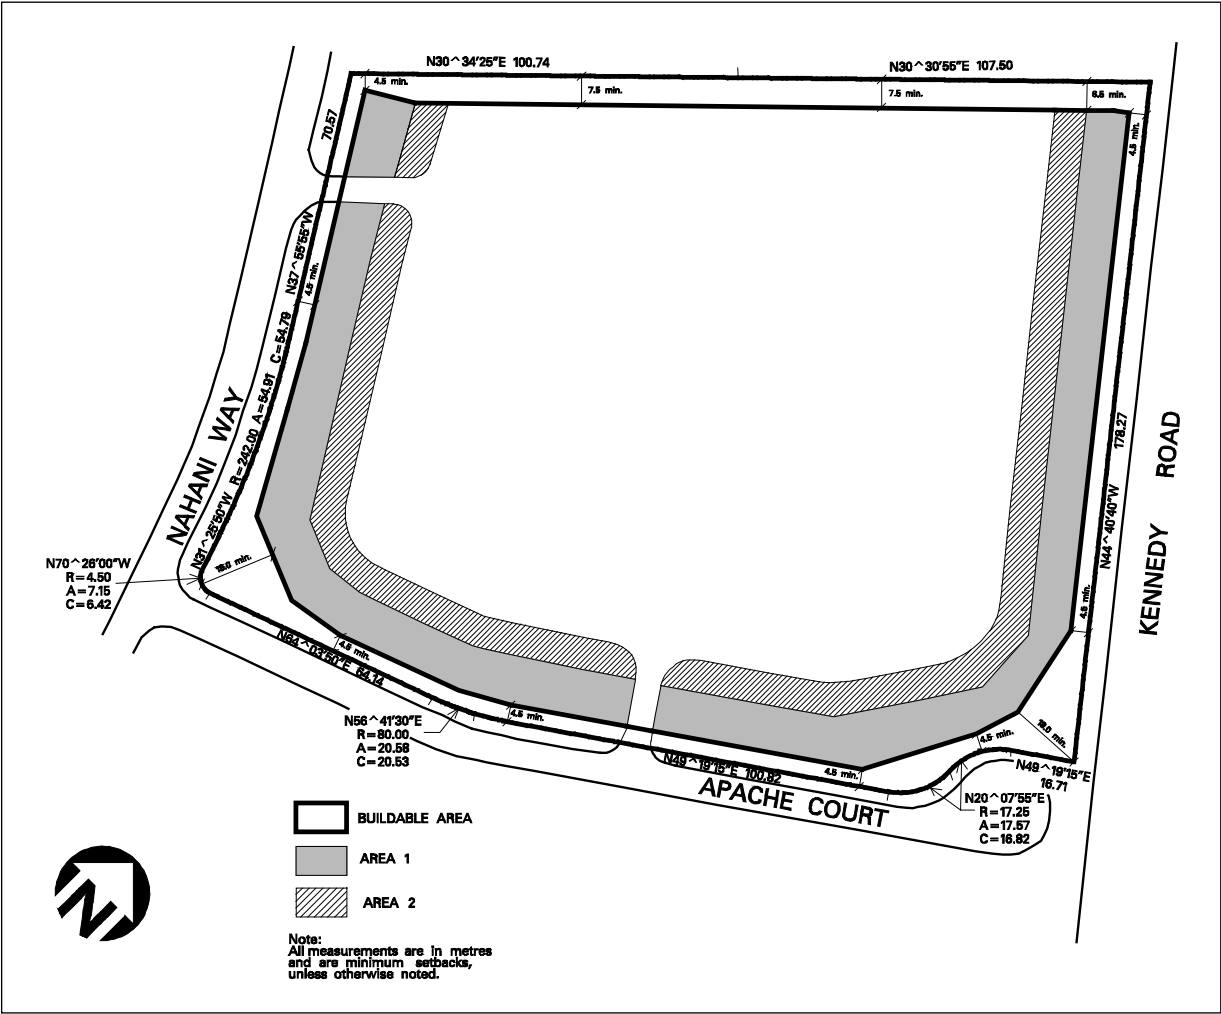 N30^34'25"E 100.74
N30^30'55"E 107.50
4.5 min.
7.5 min.
7.5 min.
6.5 min.
4.5 min.
70.57
N37^55'55"W
4.5 min.
R=242.00 A=54.91 C=54.79
N31^25'50"W
NAHANI WAY
178.27
N44^40'40"W
KENNEDY ROAD
4.5 min.
N70^26'00"W
R=4.50
A=7.15
C=6.42
18.0 min.
N64^03'50"E 64.14
4.5 min.
N56^41'30"E
R=80.00
A=20.58
C=20.53
4.5 min.
N49^19'15"E 100.82
4.5 min.
4.5 min.
18.0 min.
N49^19'15"E
16.71
APACHE COURT
N20^07'55"E
R=17.25
A=17.57
C=16.82
BUILDABLE AREA
AREA 1
AREA 2
N
Note:
All measurements are in metres
and are minimum setbacks,
unless otherwise noted.